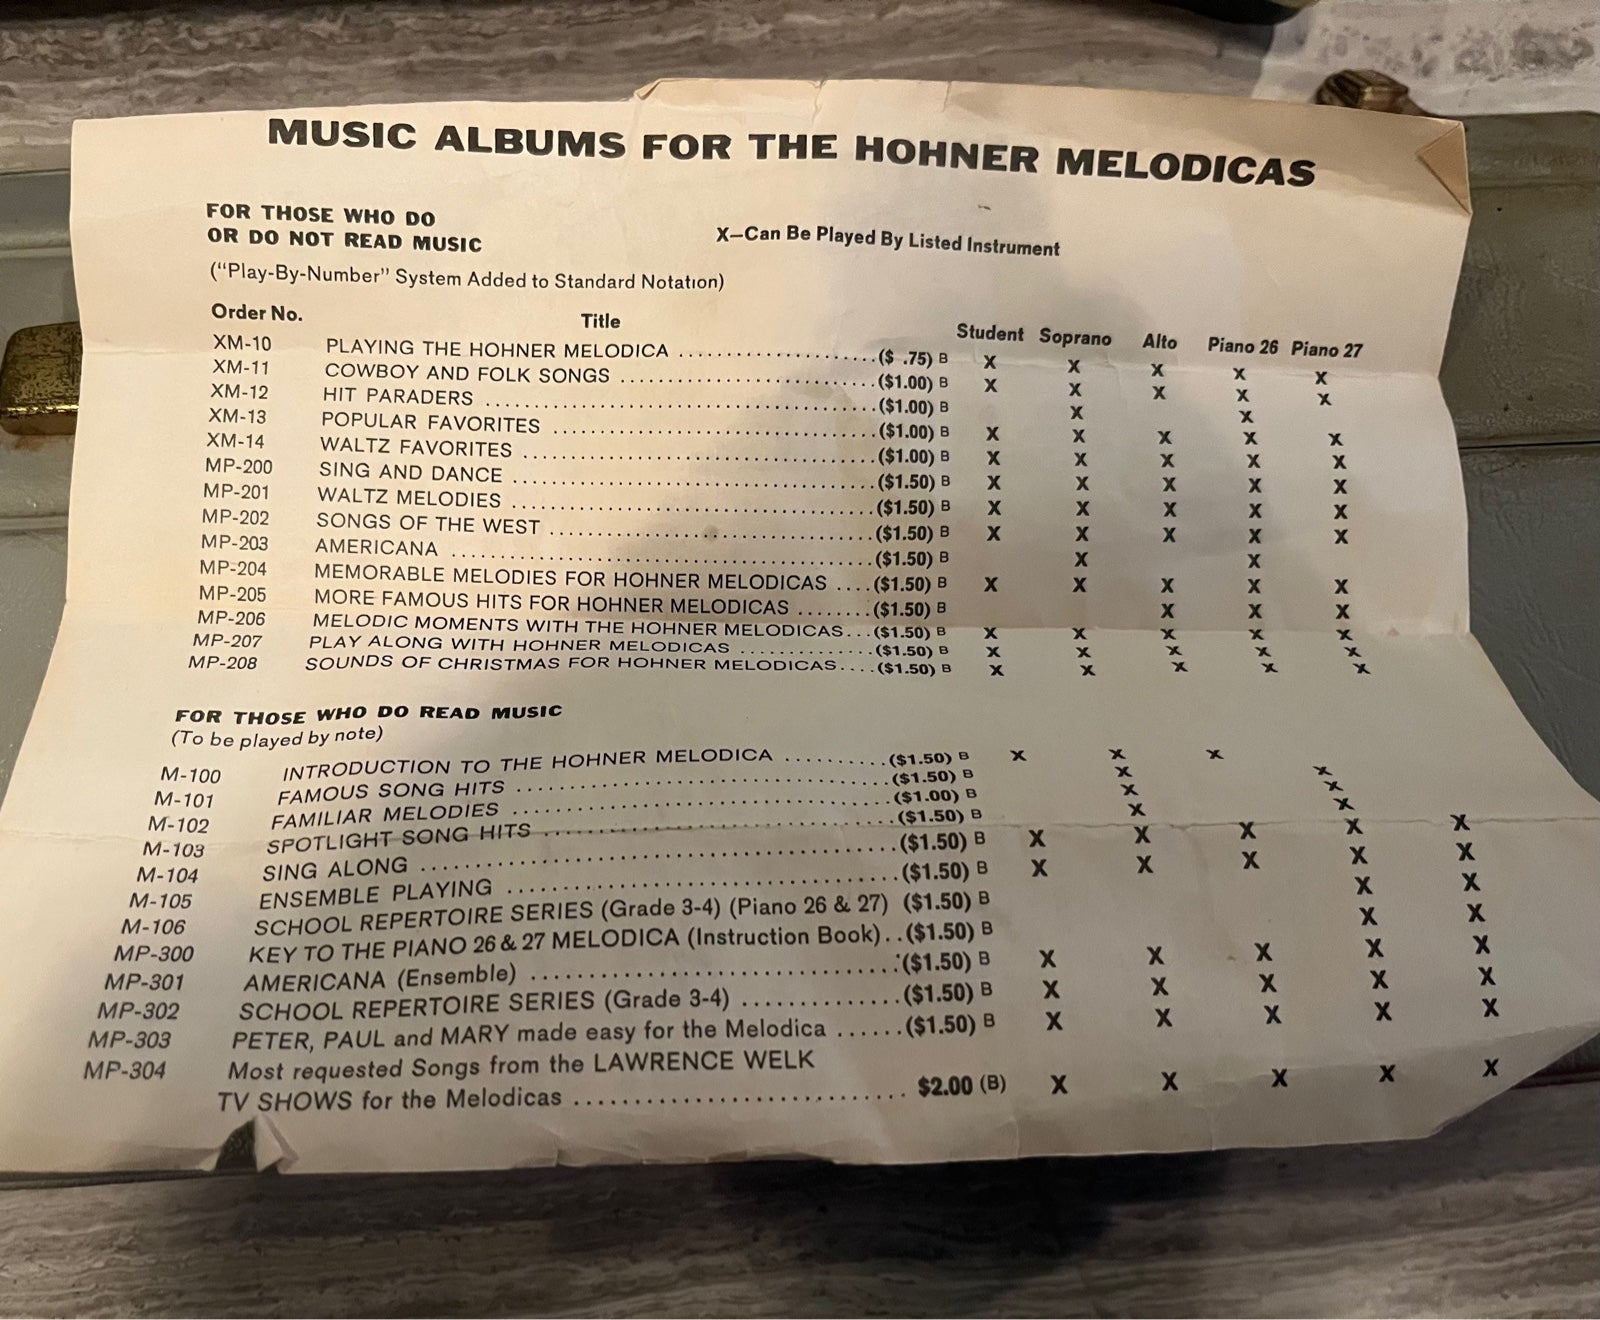 MUSIC ALBUMS FOR THE HOHNER MELODICAS
FOR THOSE WHO DO
OR DO NOT READ MUSIC
X—Can Be Played By Listed Instrument
("Play-By-Number" System Added to Standard Notation)
Order No. Title Student Soprano Alto Piano 26 Piano 27
XM-10 PLAYING THE HOHNER MELODICA ........ ($ .75) B X X X X X
XM-11 COWBOY AND FOLK SONGS ........ ($1.00) B X X X X X
XM-12 HIT PARADERS ........ ($1.00) B X X
XM-13 POPULAR FAVORITES ........ ($1.00) B X X X X X
XM-14 WALTZ FAVORITES ........ ($1.00) B X X X X X
MP-200 SING AND DANCE ........ ($1.50) B X X X X X
MP-201 WALTZ MELODIES ........ ($1.50) B X X X X X
MP-202 SONGS OF THE WEST ........ ($1.50) B X X X X X
MP-203 AMERICANA ........ ($1.50) B X X
MP-204 MEMORABLE MELODIES FOR HOHNER MELODICAS .... ($1.50) B X X X X X
MP-205 MORE FAMOUS HITS FOR HOHNER MELODICAS ........ ($1.50) B X X X
MP-206 MELODIC MOMENTS WITH THE HOHNER MELODICAS... ($1.50) B X X X X X
MP-207 PLAY ALONG WITH HOHNER MELODICAS ........ ($1.50) B X X X X X
MP-208 SOUNDS OF CHRISTMAS FOR HOHNER MELODICAS.... ($1.50) B X X X X X
FOR THOSE WHO DO READ MUSIC
(To be played by note)
M-100 INTRODUCTION TO THE HOHNER MELODICA ........ ($1.50) B X X X
M-101 FAMOUS SONG HITS ........ ($1.50) B X X
M-102 FAMILIAR MELODIES ........ ($1.00) B X X
M-103 SPOTLIGHT SONG HITS ........ ($1.50) B X X
M-104 SING ALONG ........ ($1.50) B X X X X X
M-105 ENSEMBLE PLAYING ........ ($1.50) B X X X X X
M-106 SCHOOL REPERTOIRE SERIES (Grade 3-4) (Piano 26 & 27) ($1.50) B X X
MP-300 KEY TO THE PIANO 26 & 27 MELODICA (Instruction Book).. ($1.50) B X X
MP-301 AMERICANA (Ensemble) ........ ($1.50) B X X X X X
MP-302 SCHOOL REPERTOIRE SERIES (Grade 3-4) ........ ($1.50) B X X X X X
MP-303 PETER, PAUL and MARY made easy for the Melodica ...... ($1.50) B X X X X X
MP-304 Most requested Songs from the LAWRENCE WELK
TV SHOWS for the Melodicas ........ $2.00 (B) X X X X X